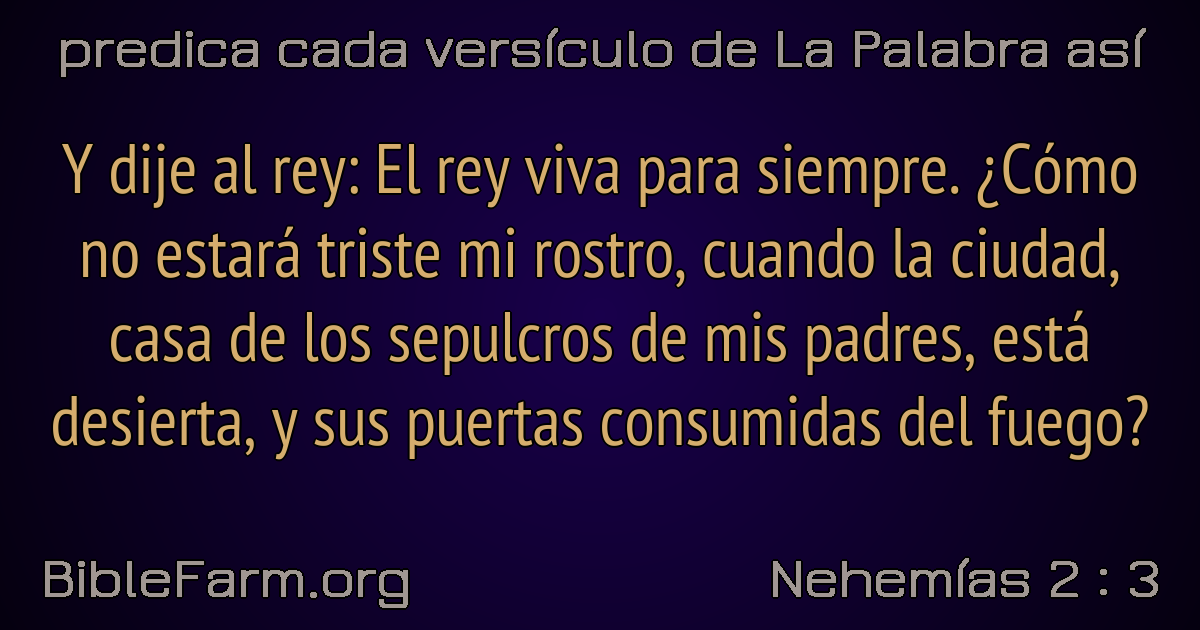 predica cada versículo de La Palabra así
Y dije al rey: El rey viva para siempre. ¿Cómo
no estará triste mi rostro, cuando la ciudad,
casa de los sepulcros de mis padres, está
desierta, y sus puertas consumidas del fuego?
BibleFarm.org
Nehemías 2 : 3